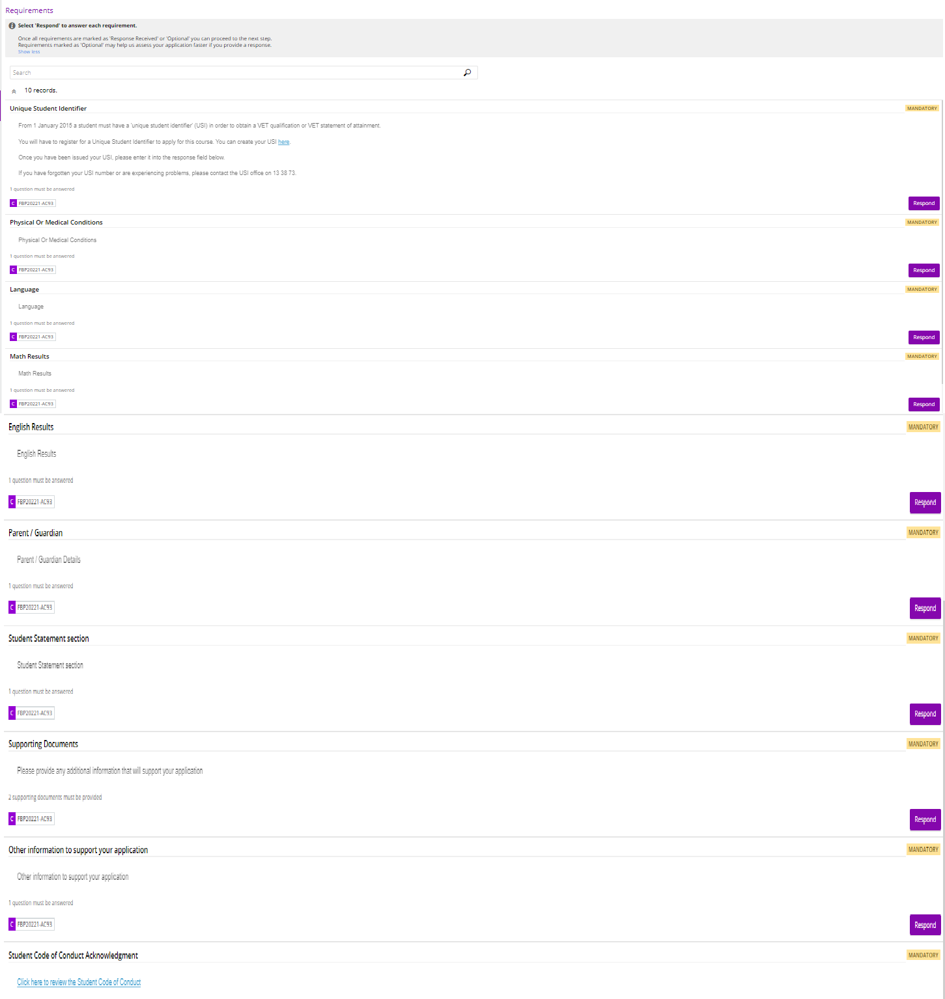 Requirements
Select 'Respond' to answer each requirement.
Once all requirements are marked as 'Response Received' or 'Optional' you can proceed to the next step.
Requirements marked as 'Optional' may help us assess your application faster if you provide a response.
Show less
Search
10 records.
Unique Student Identifier MANDATORY
From 1 January 2015 a student must have a 'unique student identifier' (USI) in order to obtain a VET qualification or VET statement of attainment.
You will have to register for a Unique Student Identifier to apply for this course. You can create your USI here.
Once you have been issued your USI, please enter it into the response field below.
If you have forgotten your USI number or are experiencing problems, please contact the USI office on 13 38 73.
1 question must be answered
C FBP20221-AC93 Respond
Physical Or Medical Conditions MANDATORY
Physical Or Medical Conditions
1 question must be answered
C FBP20221-AC93 Respond
Language MANDATORY
Language
1 question must be answered
C FBP20221-AC93 Respond
Math Results MANDATORY
Math Results
1 question must be answered
C FBP20221-AC93 Respond
English Results MANDATORY
English Results
1 question must be answered
C FBP20221-AC93 Respond
Parent / Guardian MANDATORY
Parent / Guardian Details
1 question must be answered
C FBP20221-AC93 Respond
Student Statement section MANDATORY
Student Statement section
1 question must be answered
C FBP20221-AC93 Respond
Supporting Documents MANDATORY
Please provide any additional information that will support your application
2 supporting documents must be provided
C FBP20221-AC93 Respond
Other information to support your application MANDATORY
Other information to support your application
1 question must be answered
C FBP20221-AC93 Respond
Student Code of Conduct Acknowledgment MANDATORY
Click here to review the Student Code of Conduct